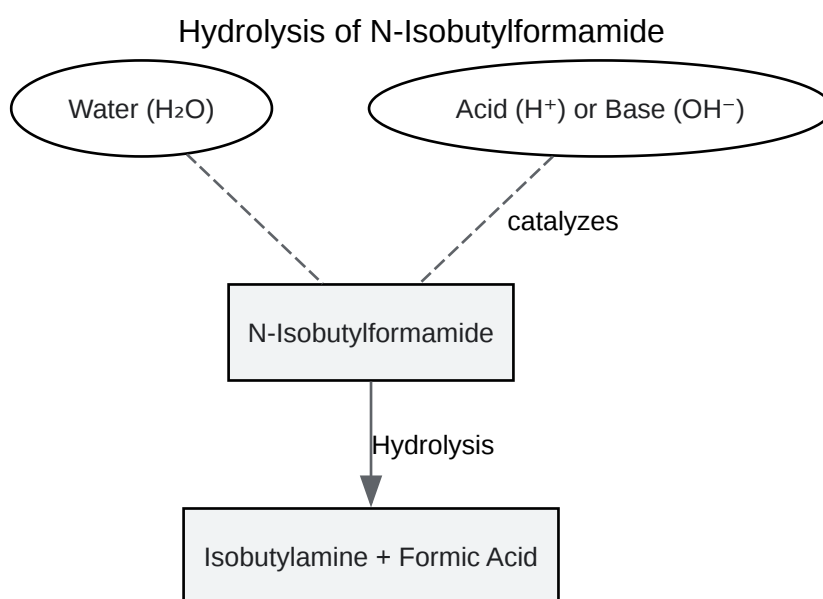 Hydrolysis of N-Isobutylformamide
Water (H₂O)
Acid (H⁺) or Base (OH⁻)
catalyzes
N-Isobutylformamide
Hydrolysis
Isobutylamine + Formic Acid